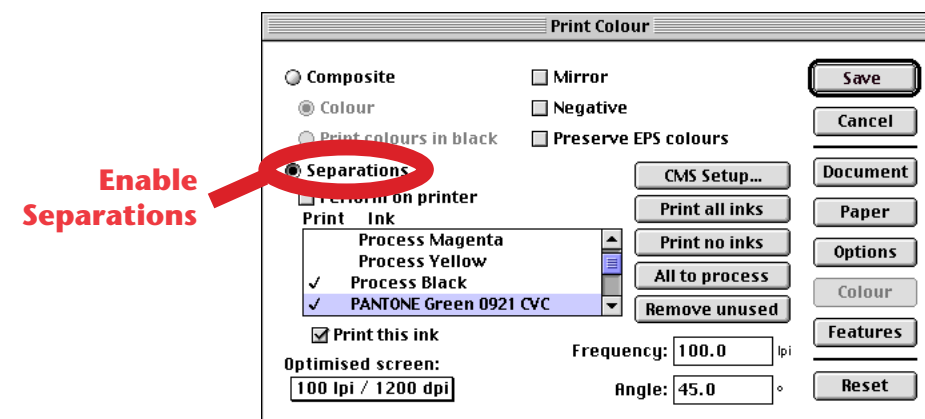 Print Colour
Composite
Mirror
Save
Colour
Negative
Cancel
Print colours in black
Preserve EPS colours
Enable
Separations
Separations
CMS Setup...
Document
Perform on printer
Print Ink
Print all inks
Paper
Process Magenta
Print no inks
Process Yellow
Options
Process Black
All to process
Colour
PANTONE Green 0921 CVC
Remove unused
Print this ink
Features
Frequency: 100.0 lpi
Optimised screen:
100 lpi / 1200 dpi
Angle: 45.0 °
Reset